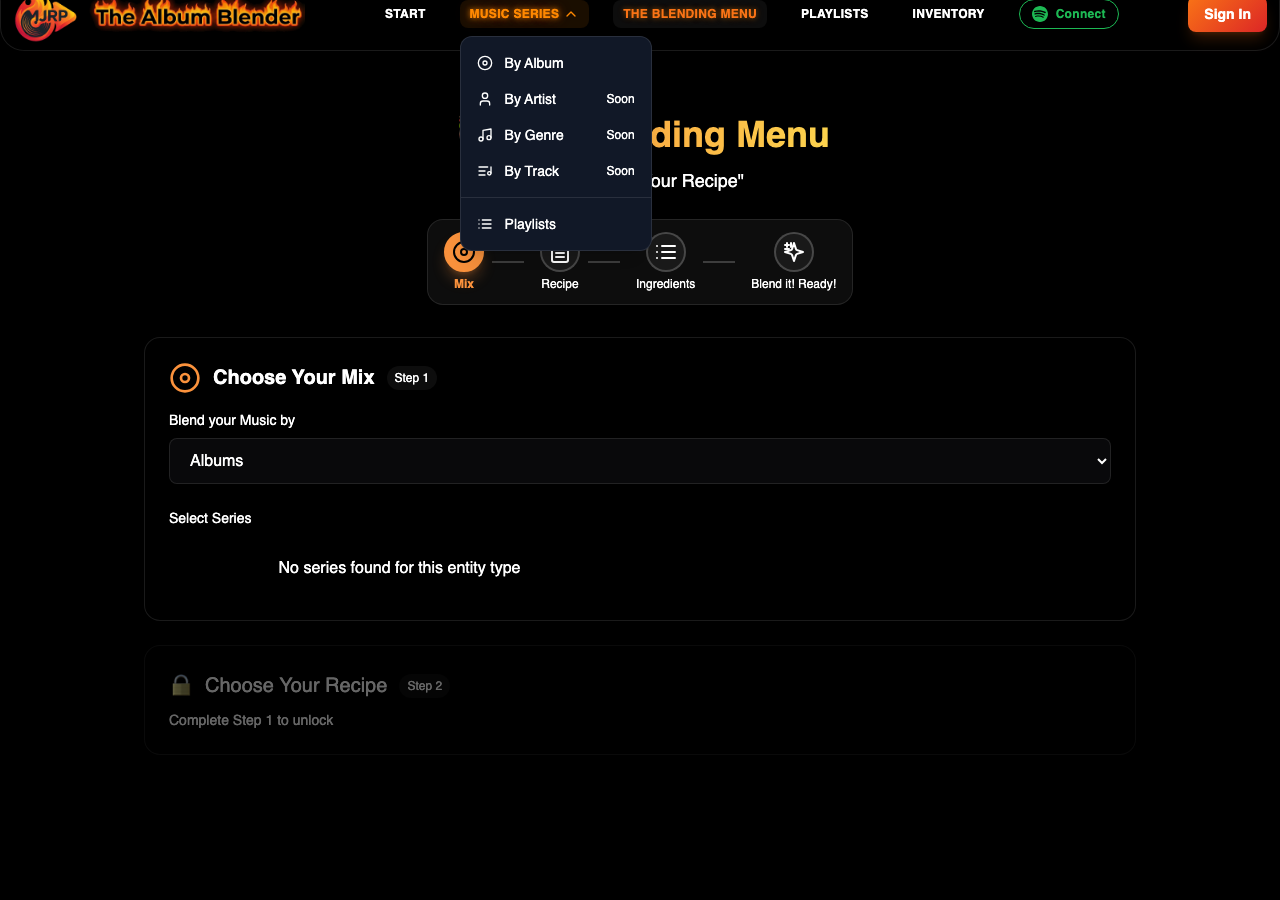 JRP
The Album Blender
START
MUSIC SERIES
THE BLENDING MENU
PLAYLISTS
INVENTORY
Connect
Sign In
By Album
By Artist Soon
By Genre Soon
By Track Soon
Playlists
ding Menu
our Recipe"
Mix
Recipe
Ingredients
Blend it! Ready!
Choose Your Mix Step 1
Blend your Music by
Albums
Select Series
No series found for this entity type
Choose Your Recipe Step 2
Complete Step 1 to unlock